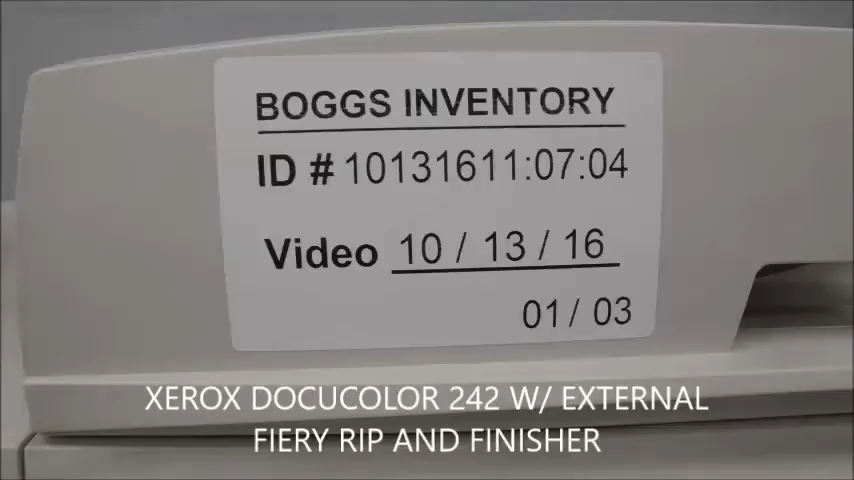 BOGGS INVENTORY
ID # 10131611:07:04
Video 10 / 13 / 16
01 / 03
XEROX DOCUCOLOR 242 W/ EXTERNAL
FIERY RIP AND FINISHER